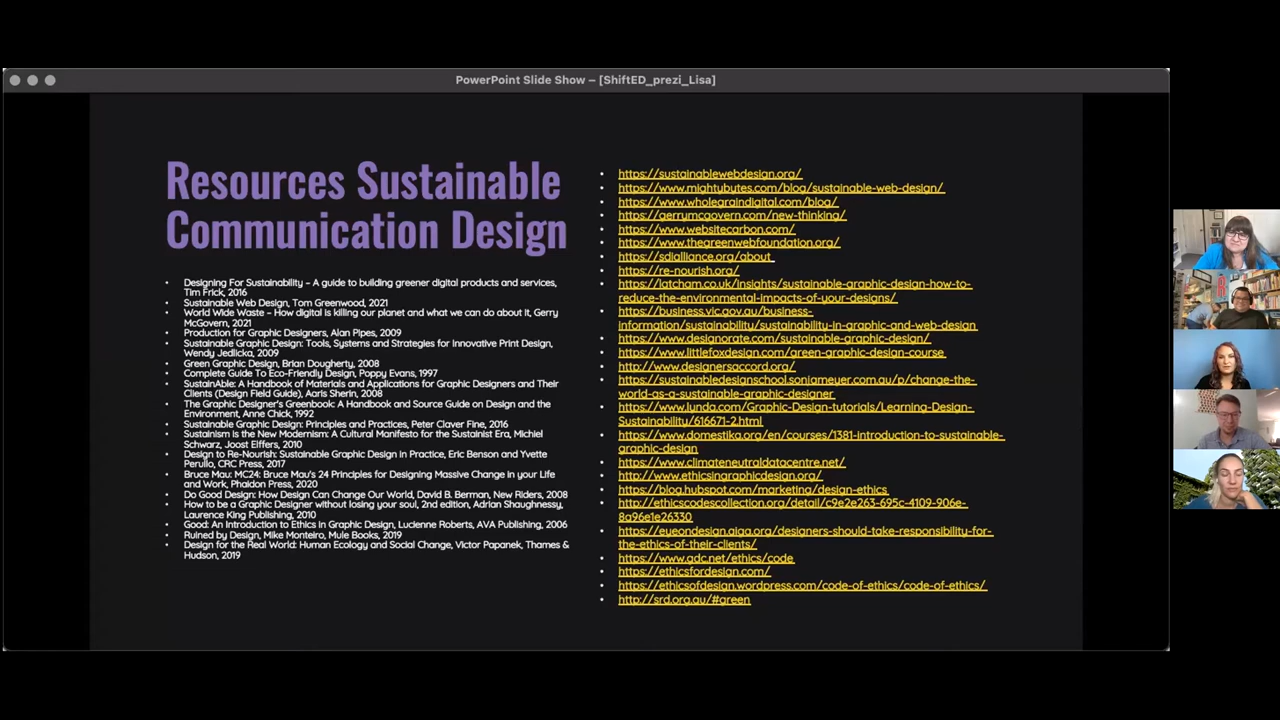 PowerPoint Slide Show – [ShiftED_prezi_Lisa]
Resources Sustainable
Communication Design
• Designing For Sustainability – A guide to building greener digital products and services,
Tim Frick, 2016
• Sustainable Web Design, Tom Greenwood, 2021
• World Wide Waste – How digital is killing our planet and what we can do about it, Gerry
McGovern, 2021
• Production for Graphic Designers, Alan Pipes, 2009
• Sustainable Graphic Design: Tools, Systems and Strategies for Innovative Print Design,
Wendy Jedlicka, 2009
• Green Graphic Design, Brian Dougherty, 2008
• Complete Guide To Eco-Friendly Design, Poppy Evans, 1997
• SustainAble: A Handbook of Materials and Applications for Graphic Designers and Their
Clients (Design Field Guide), Aaris Sherin, 2008
• The Graphic Designer's Greenbook: A Handbook and Source Guide on Design and the
Environment, Anne Chick, 1992
• Sustainable Graphic Design: Principles and Practices, Peter Claver Fine, 2016
• Sustainism is the New Modernism: A Cultural Manifesto for the Sustainist Era, Michiel
Schwarz, Joost Elffers, 2010
• Design to Re-Nourish: Sustainable Graphic Design in Practice, Eric Benson and Yvette
Perullo, CRC Press, 2017
• Bruce Mau: MC24: Bruce Mau's 24 Principles for Designing Massive Change in your Life
and Work, Phaidon Press, 2020
• Do Good Design: How Design Can Change Our World, David B. Berman, New Riders, 2008
• How to be a Graphic Designer without losing your soul, 2nd edition, Adrian Shaughnessy,
Laurence King Publishing, 2010
• Good: An Introduction to Ethics in Graphic Design, Lucienne Roberts, AVA Publishing, 2006
• Ruined by Design, Mike Monteiro, Mule Books, 2019
• Design for the Real World: Human Ecology and Social Change, Victor Papanek, Thames &
Hudson, 2019
• https://sustainablewebdesign.org/
• https://www.mightybytes.com/blog/sustainable-web-design/
• https://www.wholegraindigital.com/blog/
• https://gerrymcgovern.com/new-thinking/
• https://www.websitecarbon.com/
• https://www.thegreenwebfoundation.org/
• https://sdialliance.org/about
• https://re-nourish.org/
• https://latcham.co.uk/insights/sustainable-graphic-design-how-to-
reduce-the-environmental-impacts-of-your-designs/
• https://business.vic.gov.au/business-
information/sustainability/sustainability-in-graphic-and-web-design
• https://www.designorate.com/sustainable-graphic-design/
• https://www.littlefoxdesign.com/green-graphic-design-course
• http://www.designersaccord.org/
• https://sustainabledesignschool.sonjameyer.com.au/p/change-the-
world-as-a-sustainable-graphic-designer
• https://www.lynda.com/Graphic-Design-tutorials/Learning-Design-
Sustainability/616671-2.html
• https://www.domestika.org/en/courses/1381-introduction-to-sustainable-
graphic-design
• https://www.climateneutraldatacentre.net/
• http://www.ethicsingraphicdesign.org/
• https://blog.hubspot.com/marketing/design-ethics
• http://ethicscodescollection.org/detail/c9e2e263-695c-4109-906e-
8a96e1e26330
• https://eyeondesign.aiga.org/designers-should-take-responsibility-for-
the-ethics-of-their-clients/
• https://www.gdc.net/ethics/code
• https://ethicsfordesign.com/
• https://ethicsofdesign.wordpress.com/code-of-ethics/code-of-ethics/
• http://srd.org.au/#green